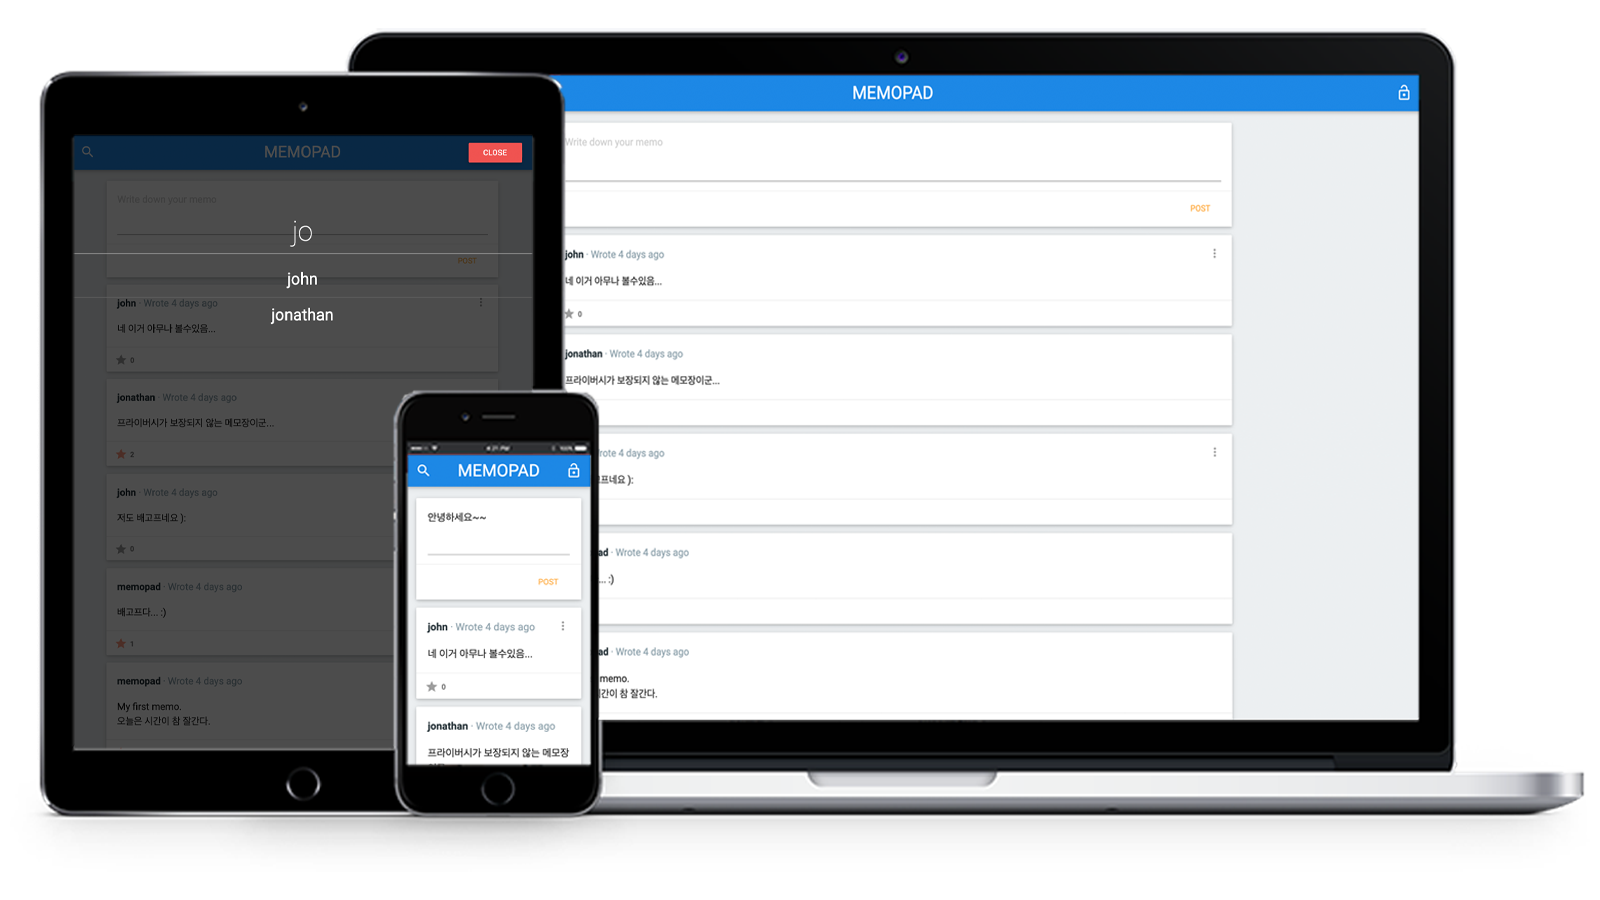 MEMOPAD
CLOSE
Write down your memo
jo
POST
john
jonathan
john · Wrote 4 days ago
네 이거 아무나 볼수있음...
0
jonathan · Wrote 4 days ago
프라이버시가 보장되지 않는 메모장이군...
2
john · Wrote 4 days ago
저도 배고프네요 ):
0
memopad · Wrote 4 days ago
배고프다... :)
1
memopad · Wrote 4 days ago
My first memo.
오늘은 시간이 참 잘간다.
4:21 PM
100%
MEMOPAD
안녕하세요~~
POST
john · Wrote 4 days ago
네 이거 아무나 볼수있음...
0
jonathan · Wrote 4 days ago
프라이버시가 보장되지 않는 메모장
MEMOPAD
Write down your memo
POST
john · Wrote 4 days ago
네 이거 아무나 볼수있음...
0
jonathan · Wrote 4 days ago
프라이버시가 보장되지 않는 메모장이군...
rote 4 days ago
프네요 ):
ad · Wrote 4 days ago
... :)
ad · Wrote 4 days ago
memo.
간이 참 잘간다.